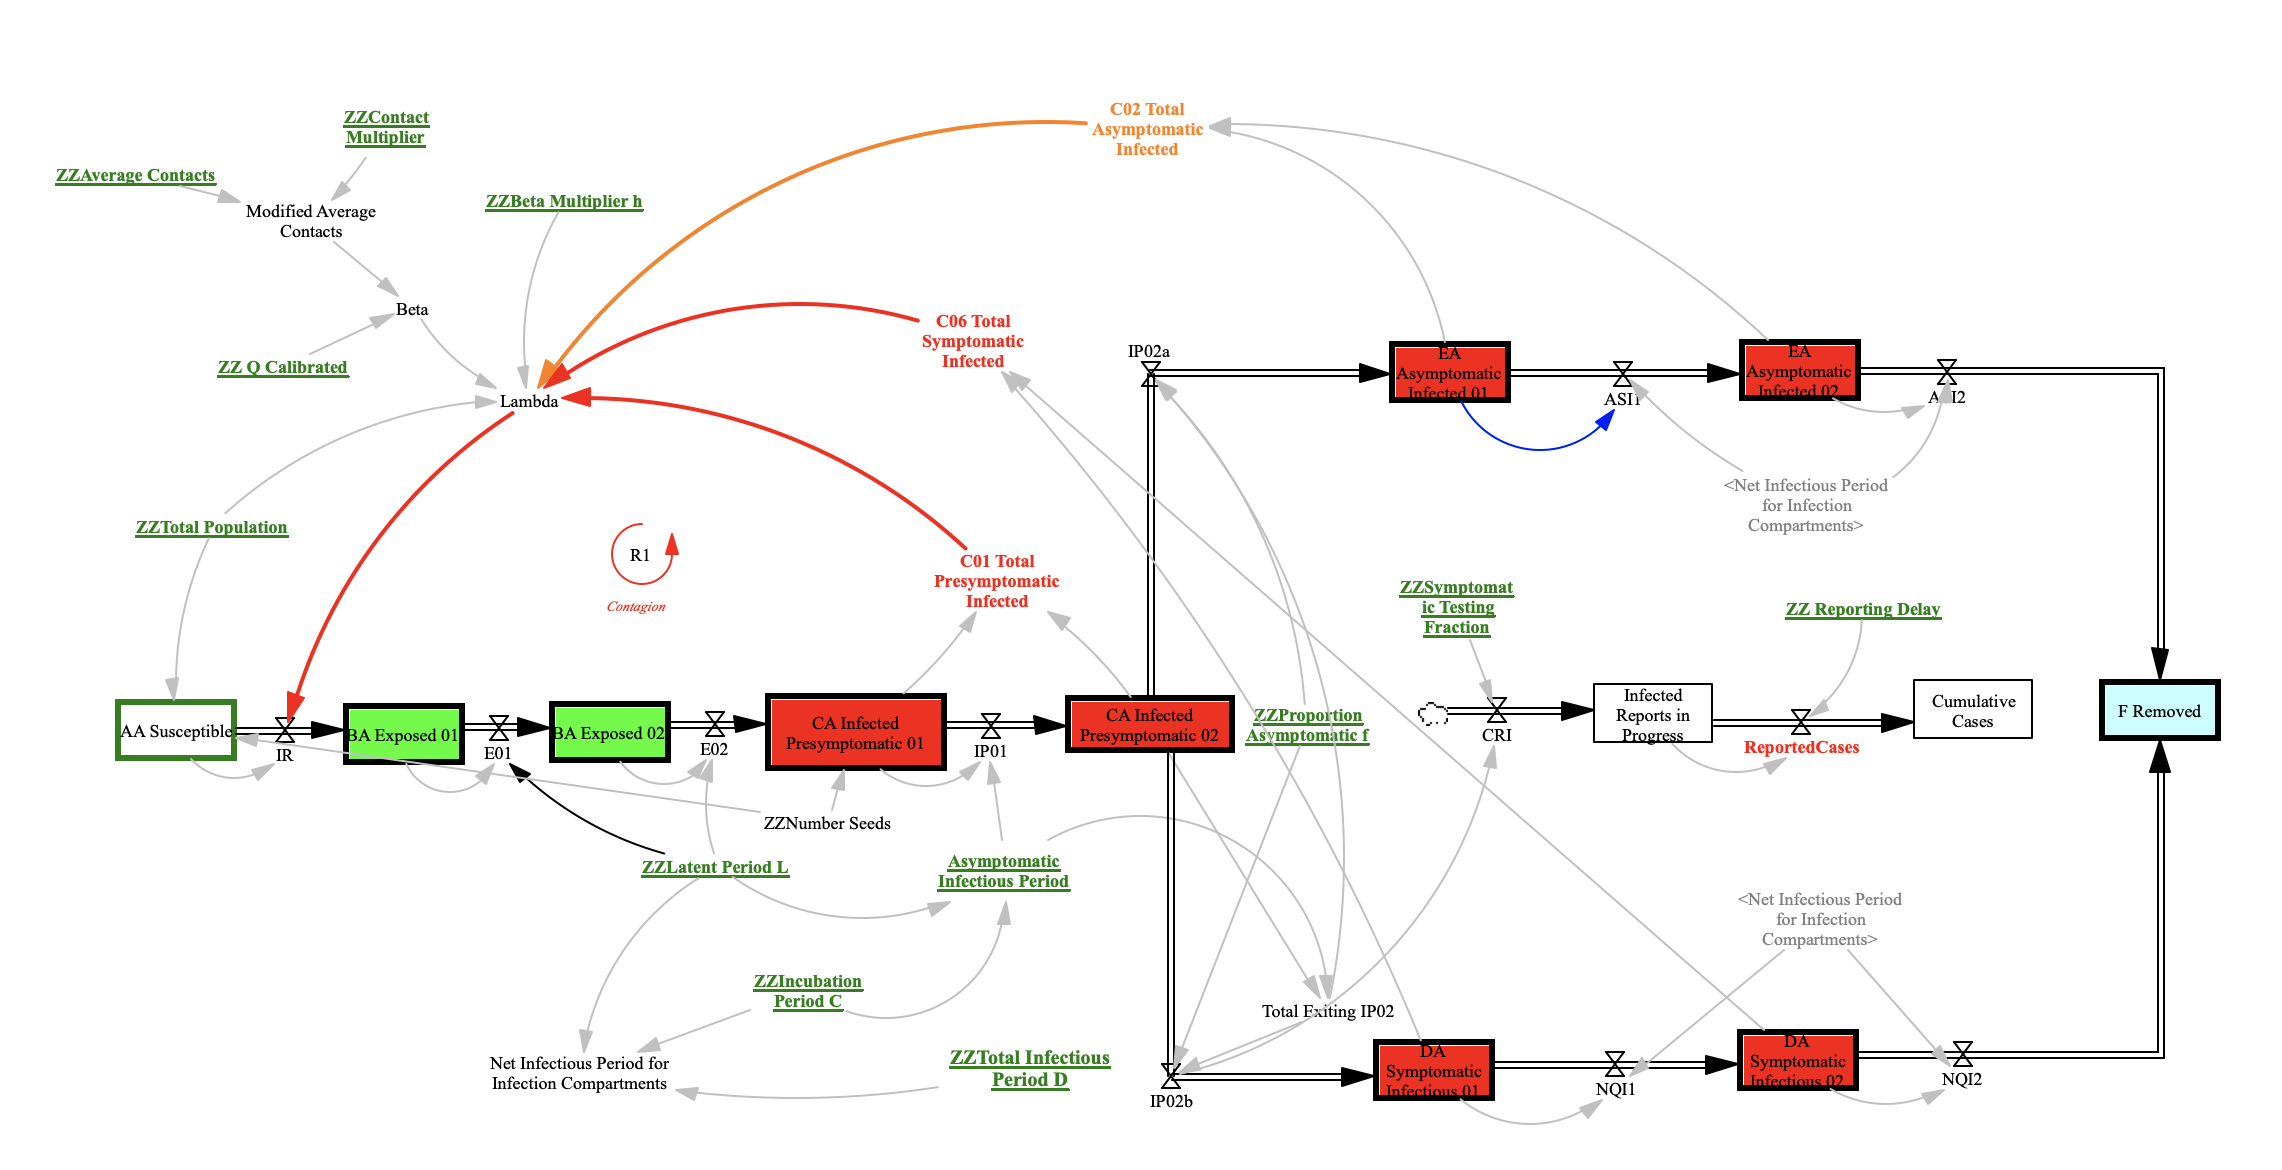 C02 Total
Asymptomatic
Infected
ZZContact
Multiplier
ZZAverage Contacts
ZZBeta Multiplier h
Modified Average
Contacts
Beta
C06 Total
Symptomatic
Infected
ZZ Q Calibrated
Lambda
IP02a
EA
Asymptomatic
Infected 01
ASI1
EA
Asymptomatic
Infected 02
ASI2
<Net Infectious Period
for Infection
Compartments>
ZZTotal Population
R1
Contagion
C01 Total
Presymptomatic
Infected
ZZSymptomat
ic Testing
Fraction
ZZ Reporting Delay
AA Susceptible
IR
BA Exposed 01
E01
BA Exposed 02
E02
CA Infected
Presymptomatic 01
IP01
CA Infected
Presymptomatic 02
ZZProportion
Asymptomatic f
CRI
Infected
Reports in
Progress
ReportedCases
Cumulative
Cases
F Removed
ZZNumber Seeds
ZZLatent Period L
Asymptomatic
Infectious Period
<Net Infectious Period
for Infection
Compartments>
ZZIncubation
Period C
Total Exiting IP02
Net Infectious Period for
Infection Compartments
ZZTotal Infectious
Period D
IP02b
DA
Symptomatic
Infectious 01
NQI1
DA
Symptomatic
Infectious 02
NQI2